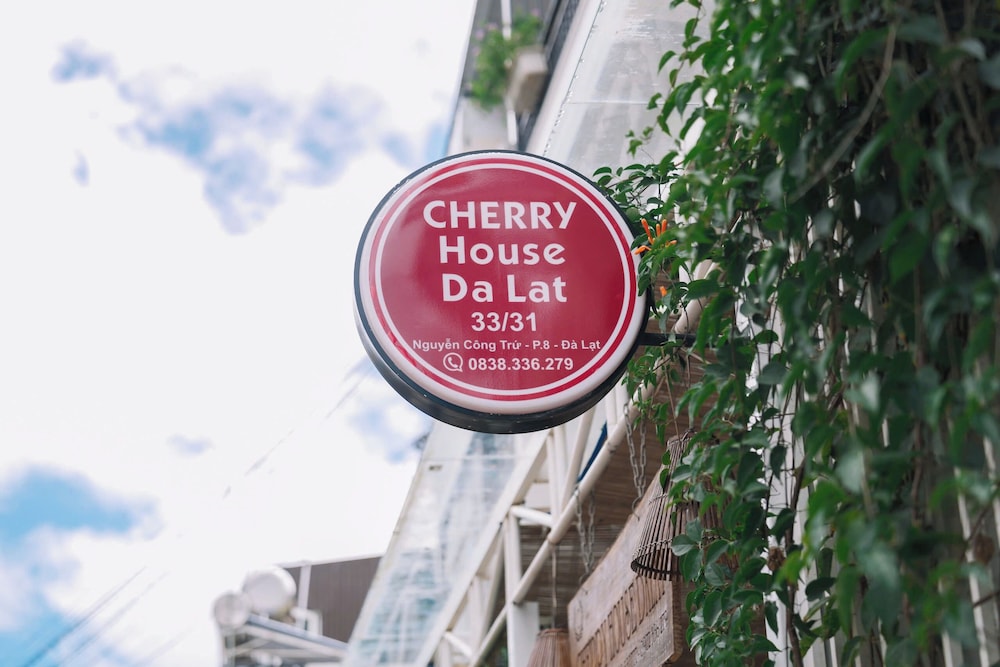 CHERRY
House
Da Lat
33/31
Nguyễn Công Trứ - P.8 - Đà Lạt
0838.336.279